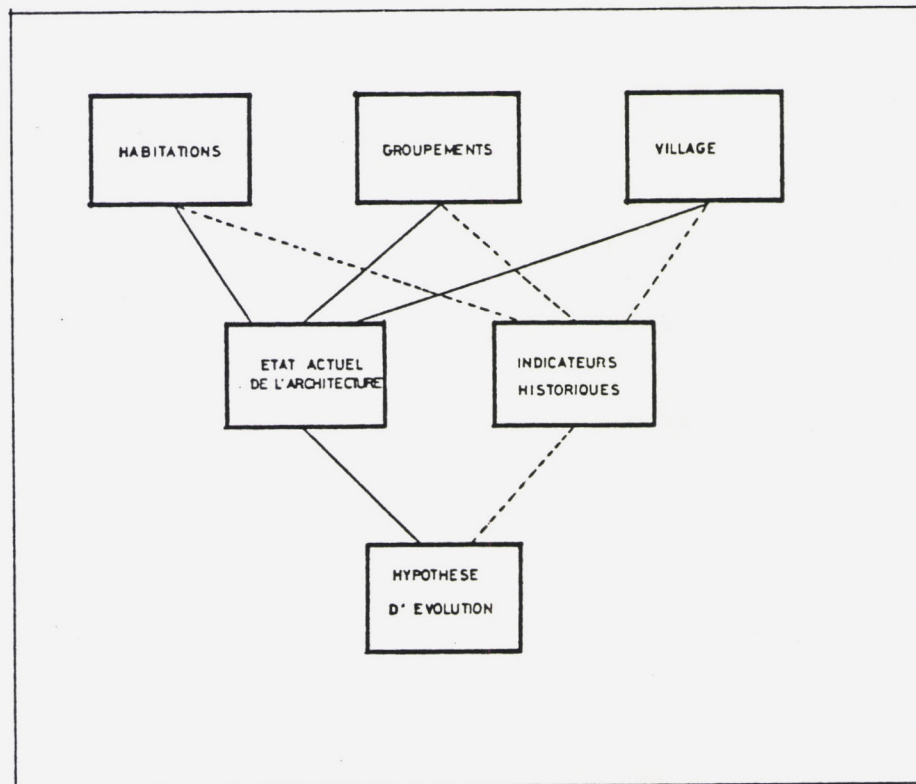 HABITATIONS
GROUPEMENTS
VILLAGE
ETAT ACTUEL
DE L'ARCHITECTURE
INDICATEURS
HISTORIQUES
HYPOTHESE
D' EVOLUTION